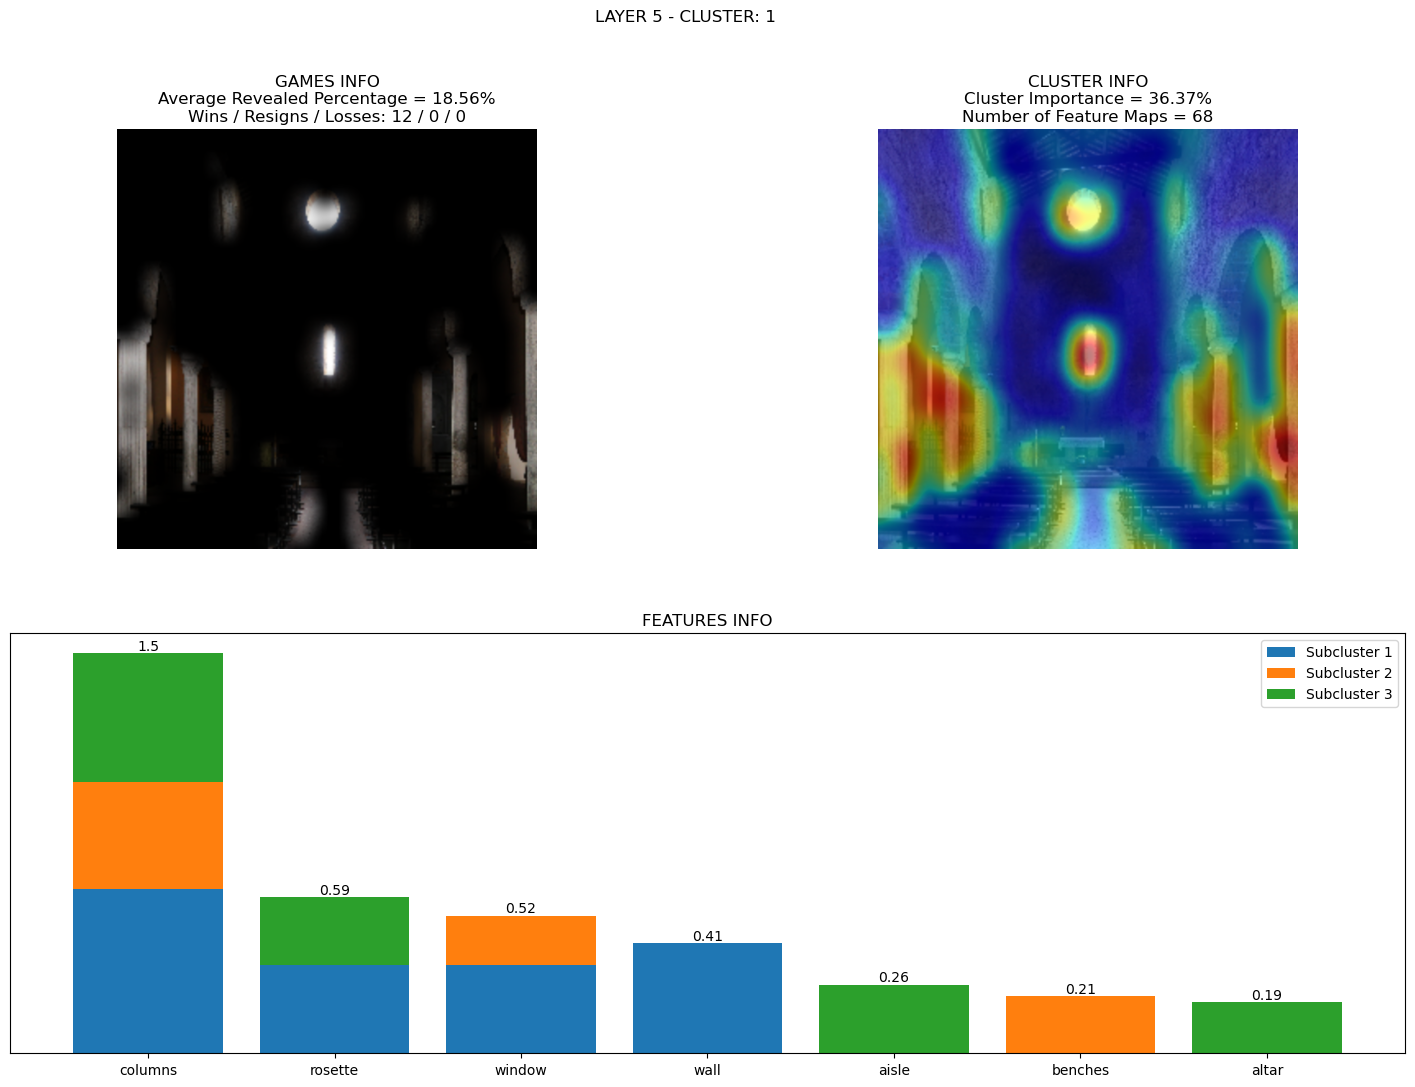 LAYER 5 - CLUSTER: 1
GAMES INFO
Average Revealed Percentage = 18.56%
Wins / Resigns / Losses: 12 / 0 / 0
CLUSTER INFO
Cluster Importance = 36.37%
Number of Feature Maps = 68
FEATURES INFO
Subcluster 1
Subcluster 2
Subcluster 3
1.5
0.59
0.52
0.41
0.26
0.21
0.19
columns
rosette
window
wall
aisle
benches
altar